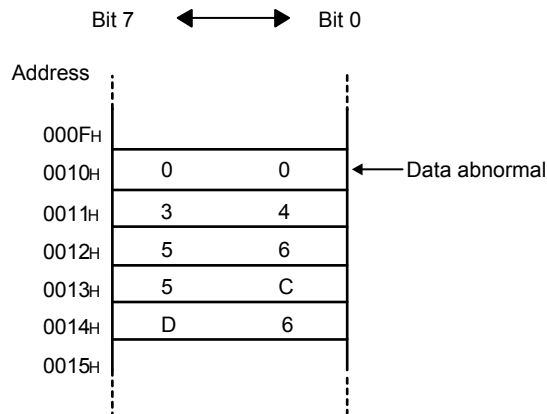 Bit 7 Bit 0
Address
000FH
0010H 0 0 Data abnormal
0011H 3 4
0012H 5 6
0013H 5 C
0014H D 6
0015H